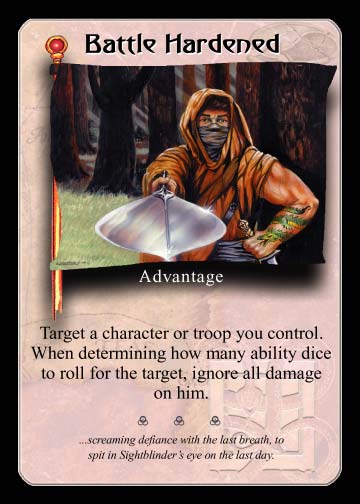 Battle Hardened
Advantage
Target a character or troop you control.
When determining how many ability dice
to roll for the target, ignore all damage
on him.
...screaming defiance with the last breath, to
spit in Sightblinder's eye on the last day.